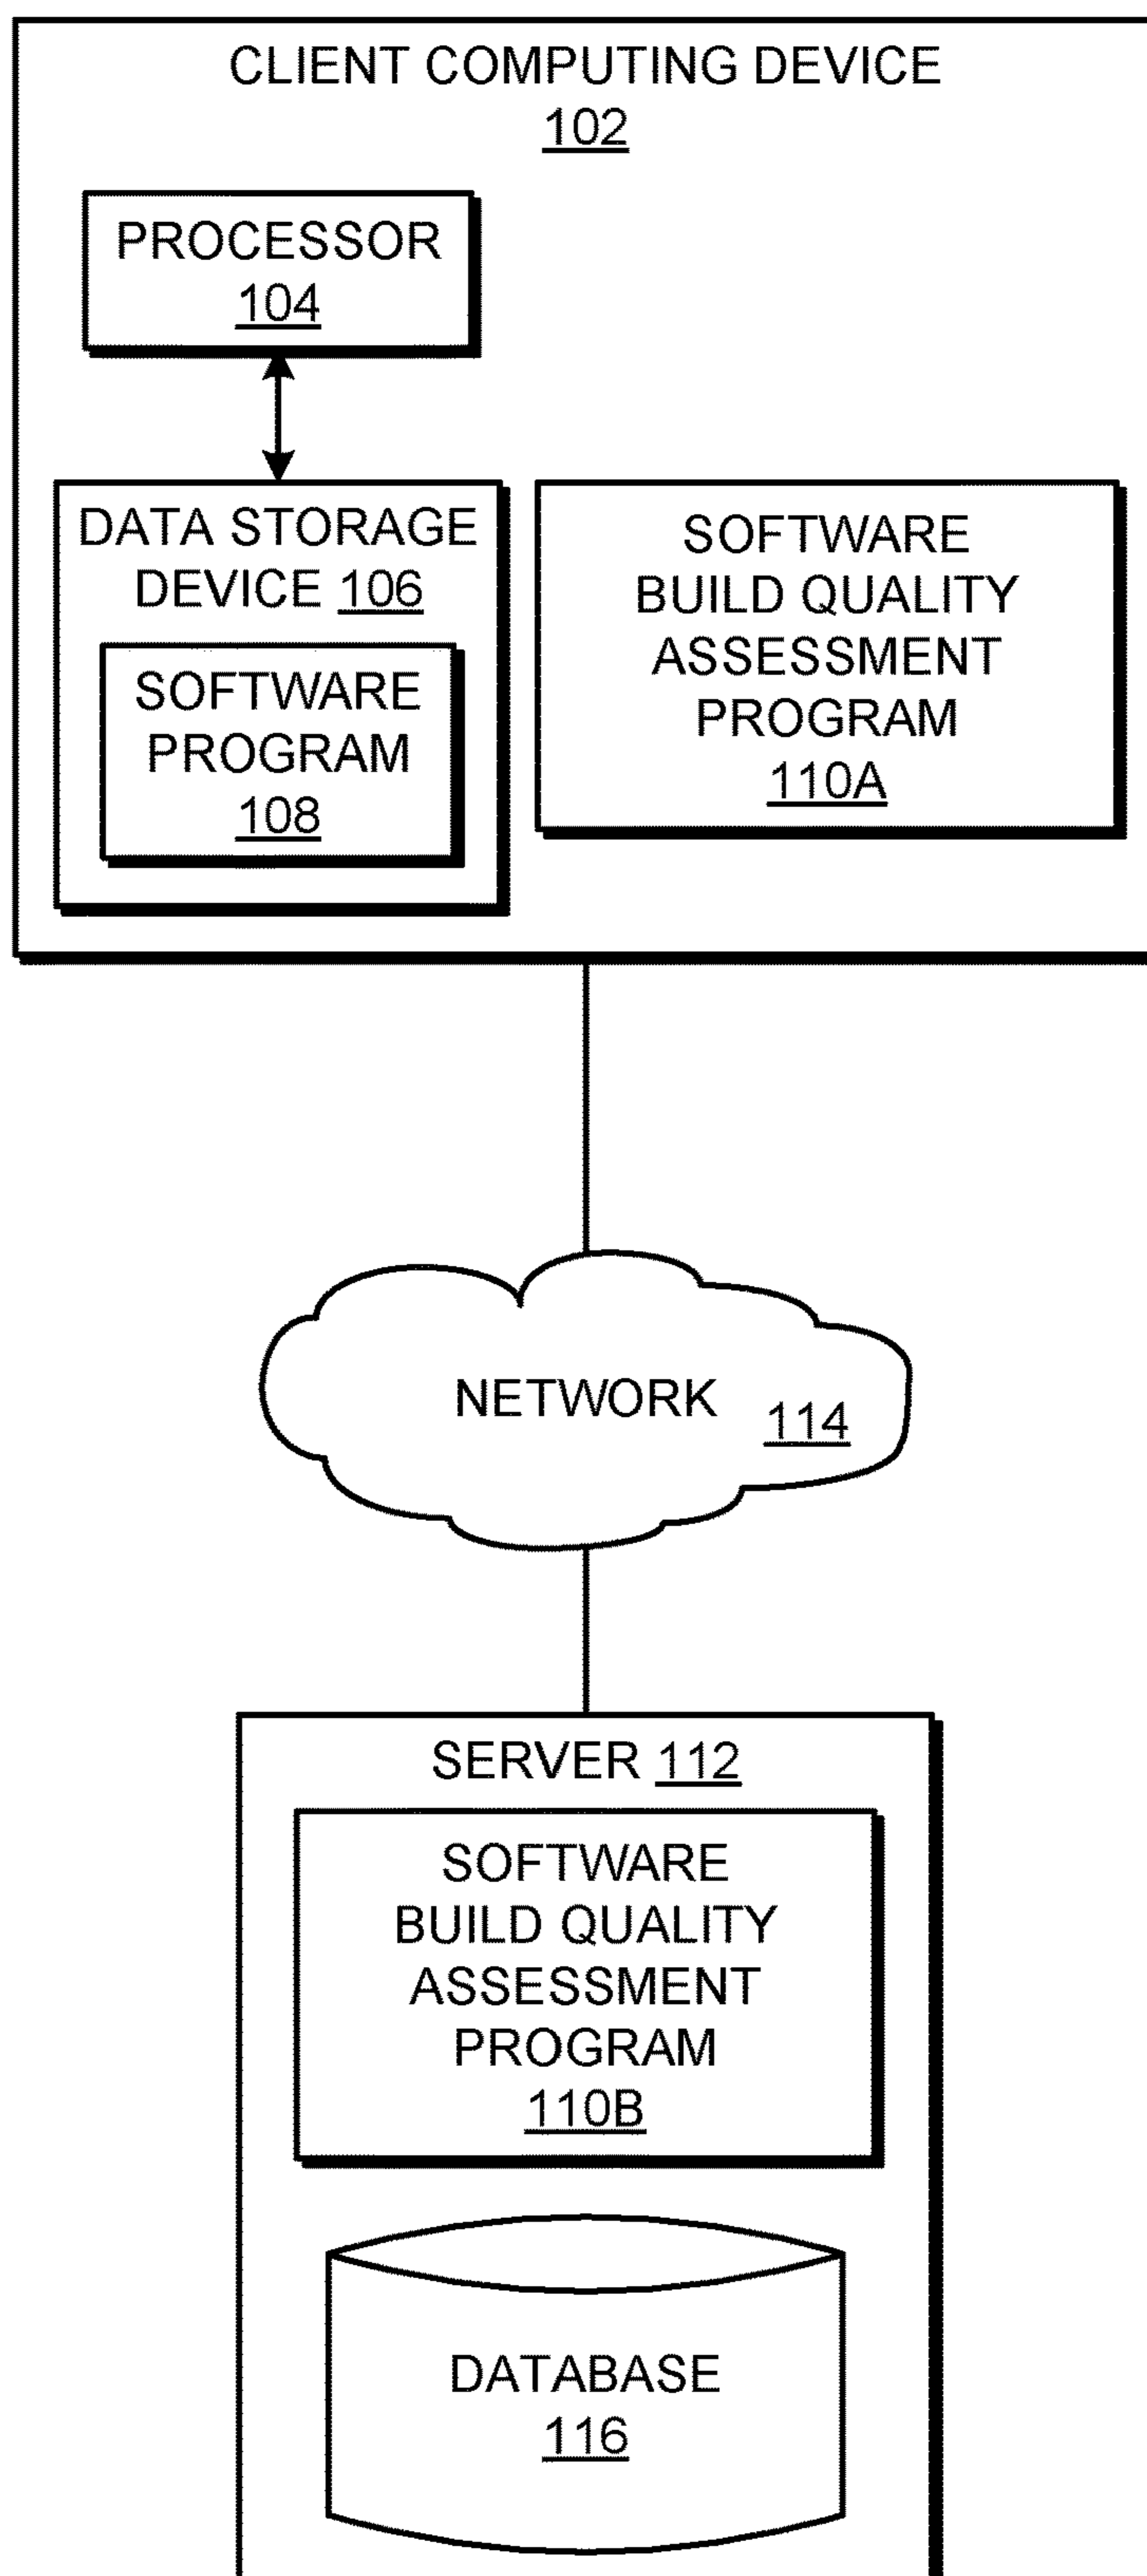 CLIENT COMPUTING DEVICE
102
PROCESSOR
104
DATA STORAGE
DEVICE 106
SOFTWARE
PROGRAM
108
SOFTWARE
BUILD QUALITY
ASSESSMENT
PROGRAM
110A
NETWORK 114
SERVER 112
SOFTWARE
BUILD QUALITY
ASSESSMENT
PROGRAM
110B
DATABASE
116